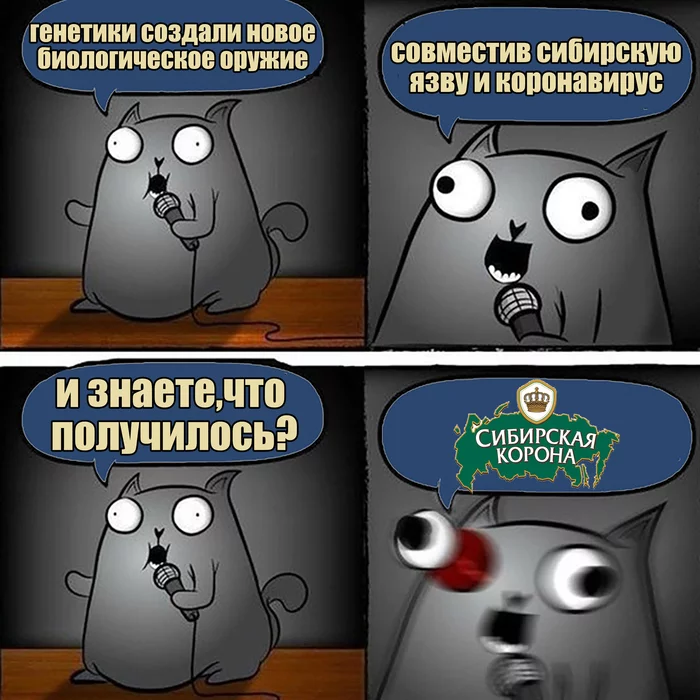 генетики создали новое
биологическое оружие
совместив сибирскую
язву и коронавирус
и знаете,что
получилось?
СИБИРСКАЯ
КОРОНА